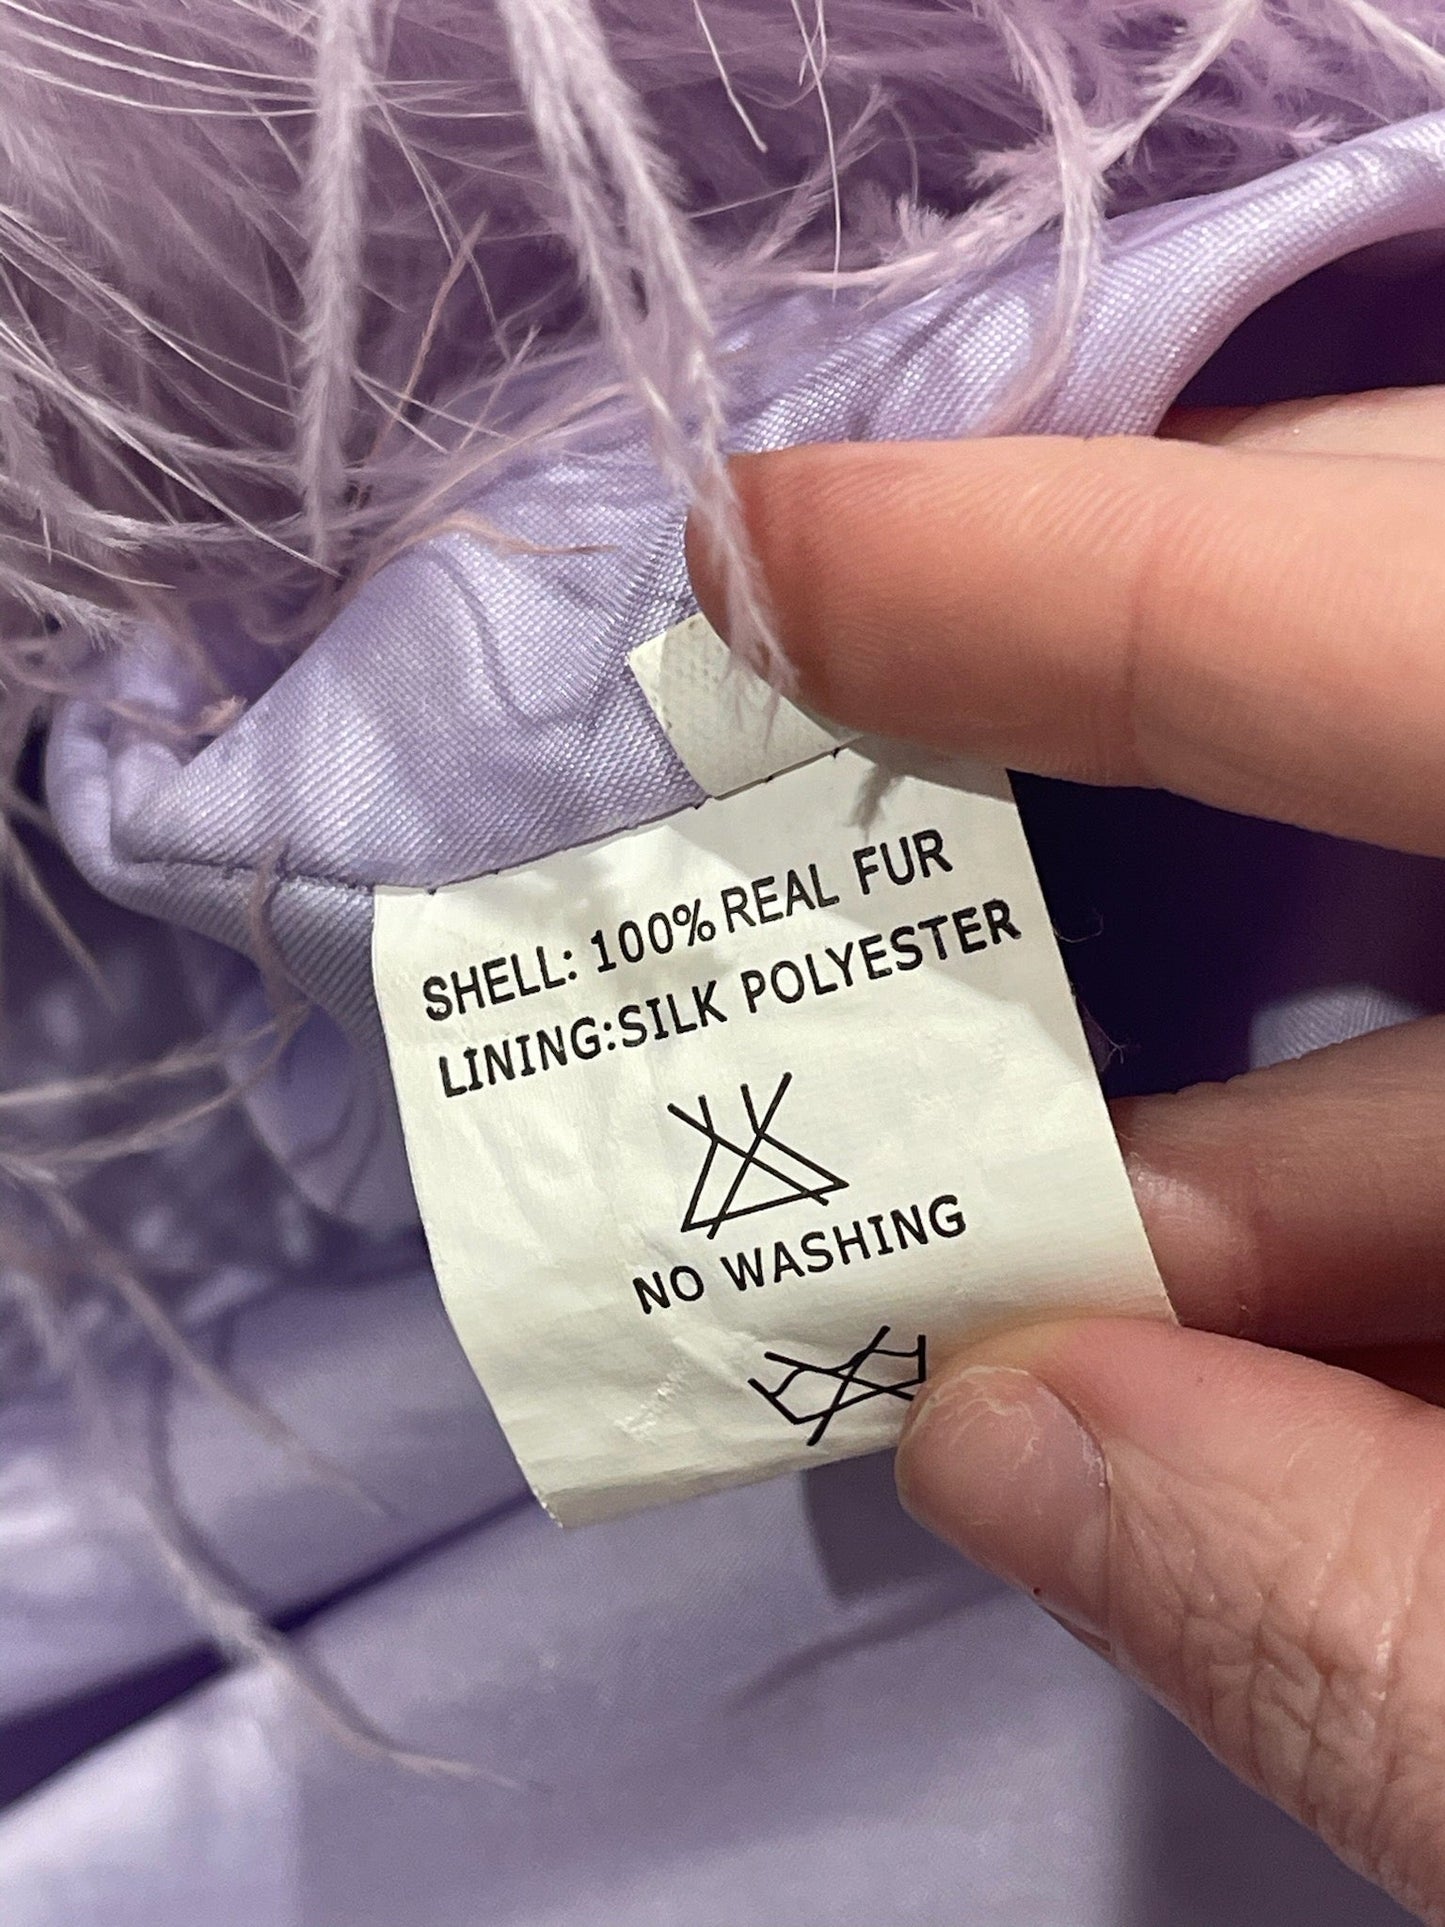 SHELL: 100% REAL FUR
LINING:SILK POLYESTER
NO WASHING